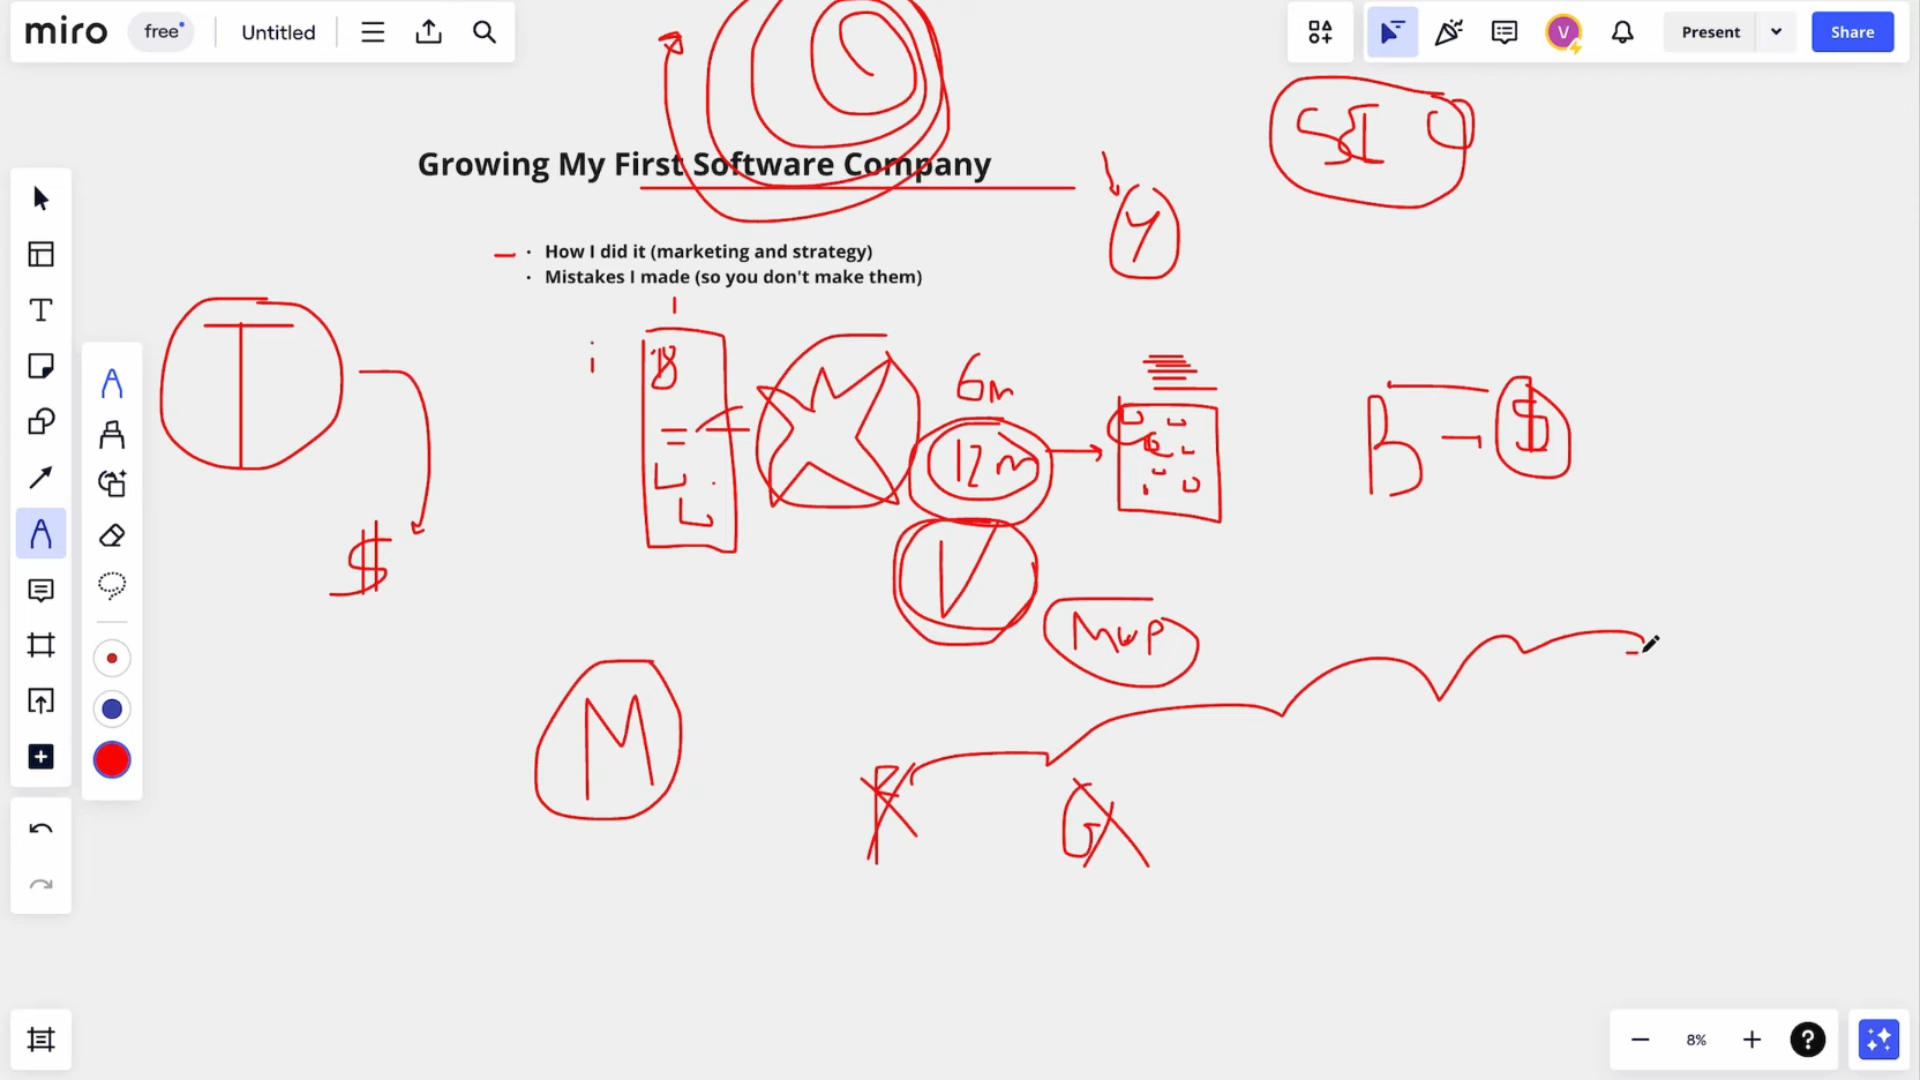 miro free Untitled
Present Share
V
Growing My First Software Company
Y
· How I did it (marketing and strategy)
· Mistakes I made (so you don't make them)
T
6m
12m
B $
$
V
MVP
M
8%